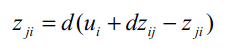 z_{ji} = d(u_i + dz_{ij} - z_{ji})